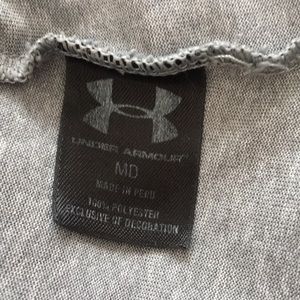 UNDER ARMOUR
MD
MADE IN PERU
100% POLYESTER
EXCLUSIVE OF DECORATION